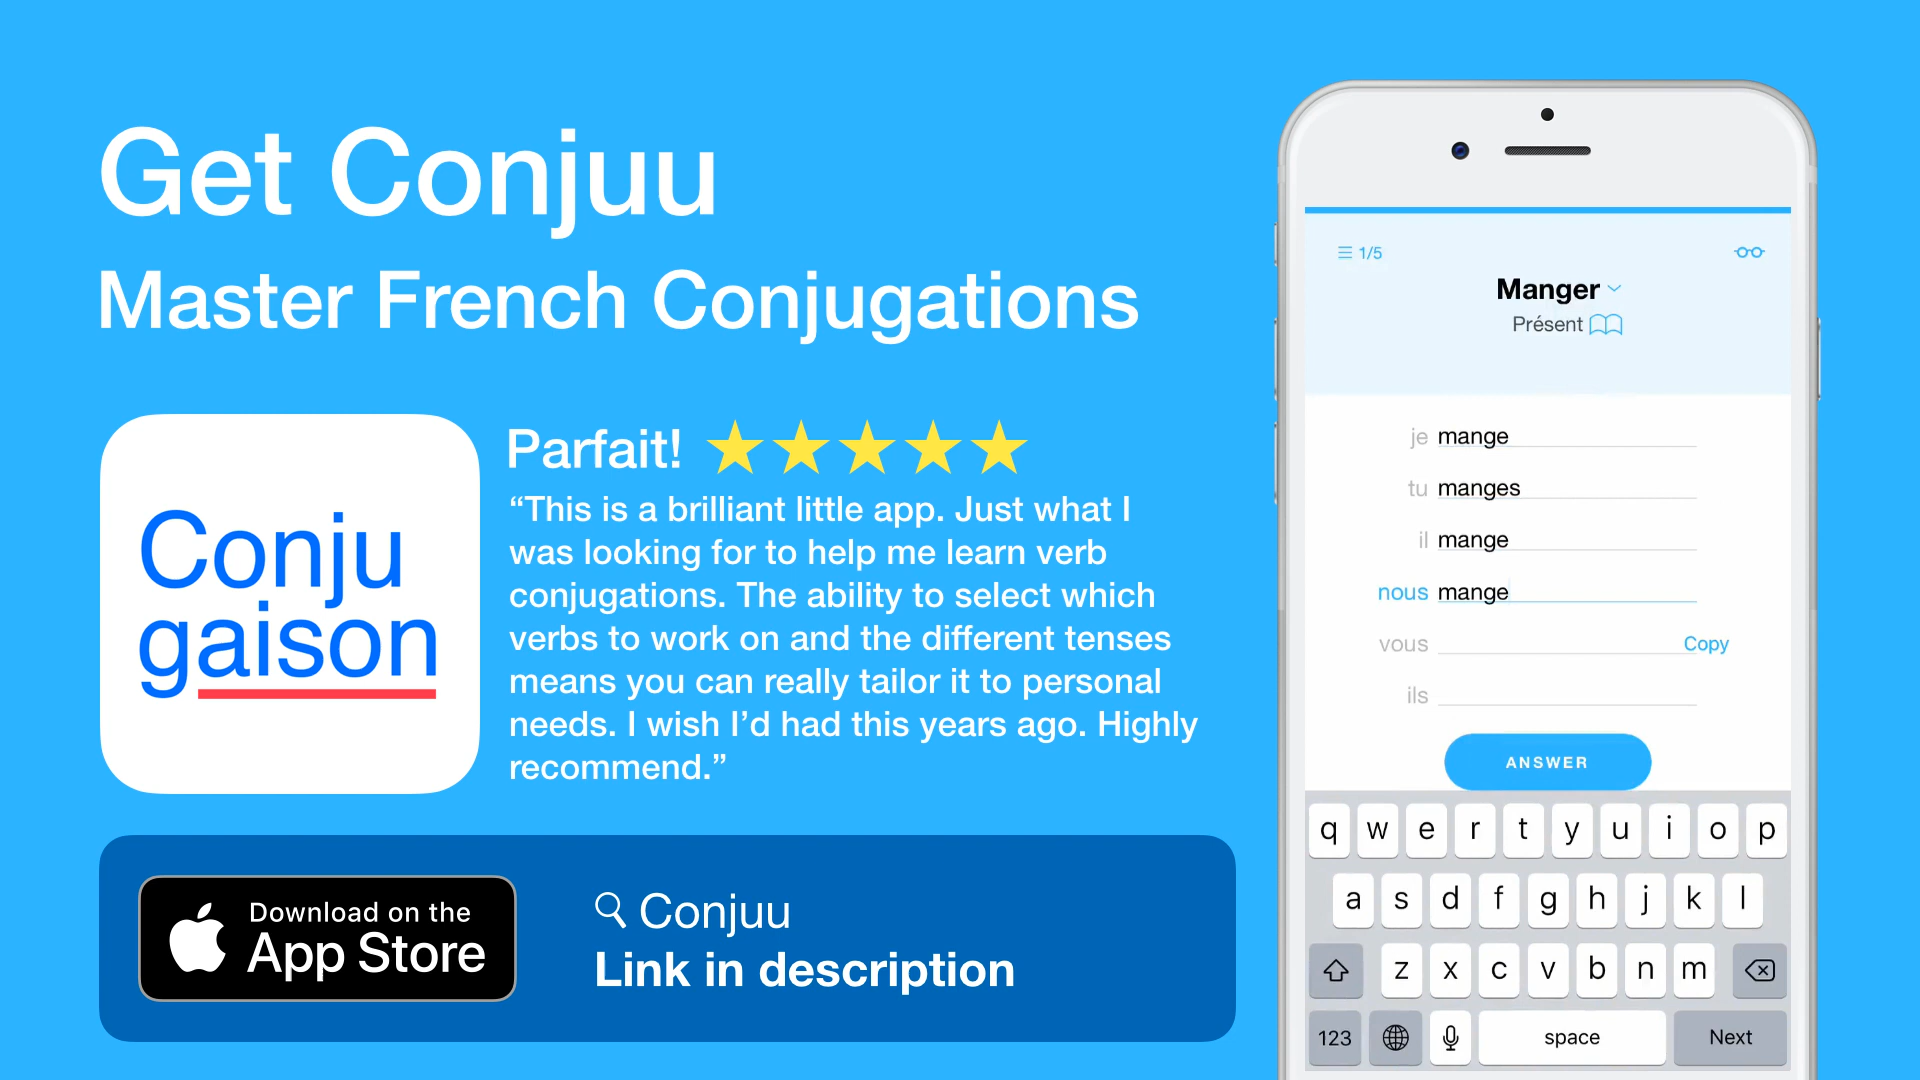 Get Conjuu
Master French Conjugations
Conju
gaison
Parfait!
“This is a brilliant little app. Just what I
was looking for to help me learn verb
conjugations. The ability to select which
verbs to work on and the different tenses
means you can really tailor it to personal
needs. I wish I’d had this years ago. Highly
recommend.”
Download on the
App Store
Conjuu
Link in description
1/5
Manger
Présent
je mange
tu manges
il mange
nous mange
vous Copy
ils
ANSWER
q w e r t y u i o p
a s d f g h j k l
z x c v b n m
123 space Next